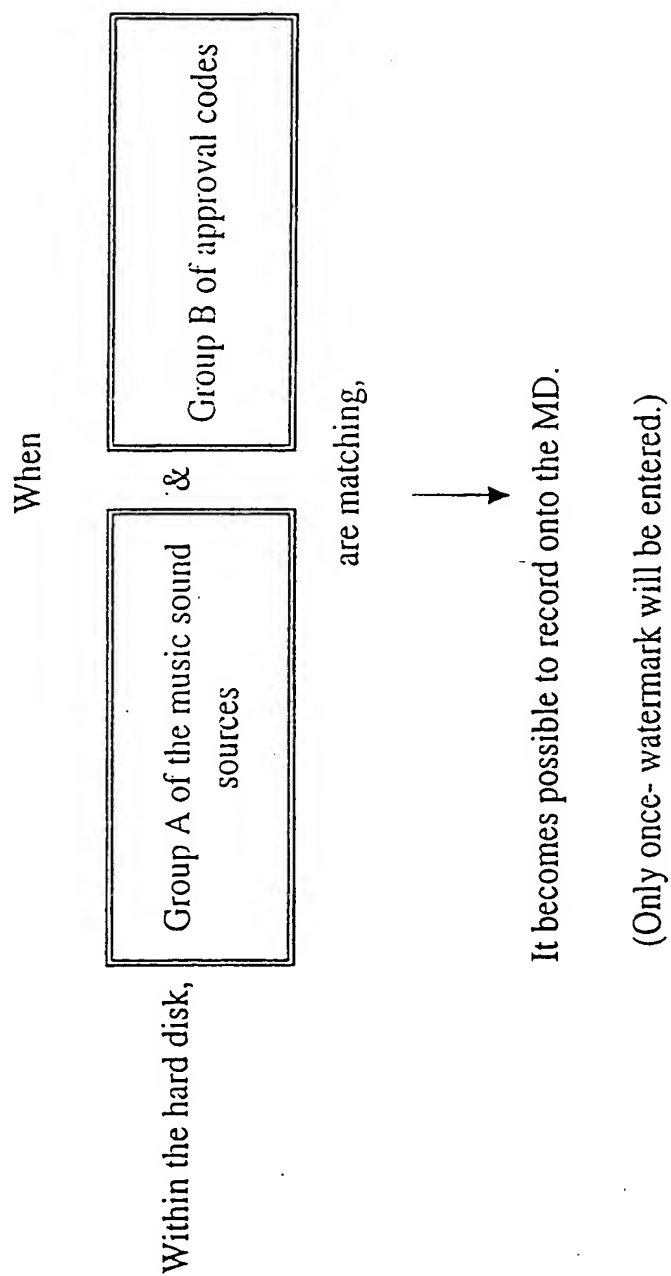 When
Within the hard disk,
Group A of the music sound
sources
&
Group B of approval codes
are matching,
It becomes possible to record onto the MD.
(Only once- watermark will be entered.)